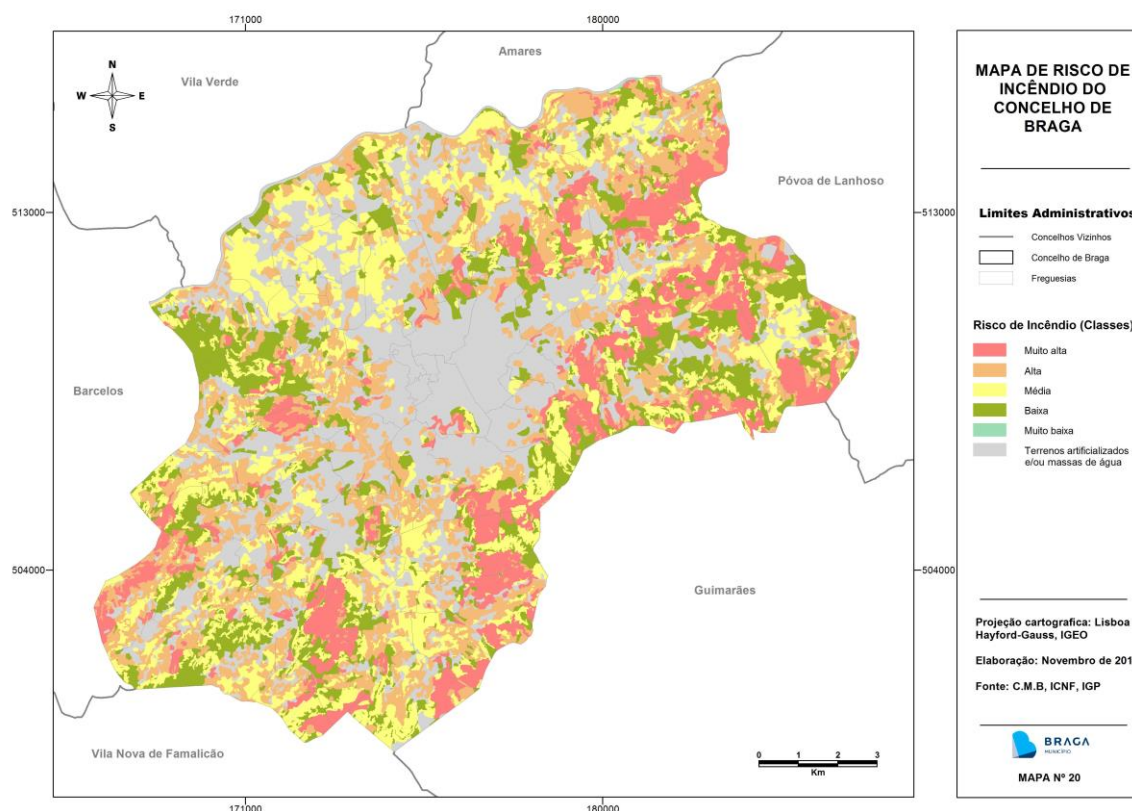 171000
180000
Amares
Vila Verde
N
W E
S
Póvoa de Lanhoso
513000
513000
Barcelos
504000
504000
Guimarães
Vila Nova de Famalicão
0 1 2 3
Km
171000
180000
MAPA DE RISCO DE
INCÊNDIO DO
CONCELHO DE
BRAGA
Limites Administrativos
Concelhos Vizinhos
Concelho de Braga
Freguesias
Risco de Incêndio (Classes)
Muito alta
Alta
Média
Baixa
Muito baixa
Terrenos artificializados
e/ou massas de água
Projeção cartografica: Lisboa
Hayford-Gauss, IGEO
Elaboração: Novembro de 201
Fonte: C.M.B, ICNF, IGP
BRAGA
MUNICÍPIO
MAPA Nº 20